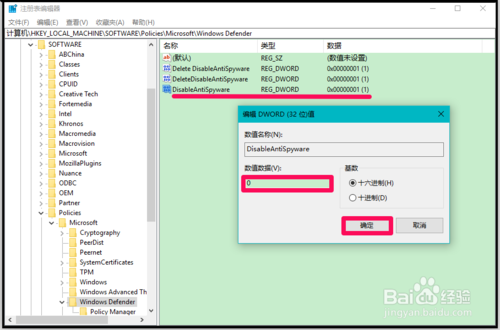 注册表编辑器
文件(F) 编辑(E) 查看(V) 收藏夹(A) 帮助(H)
计算机\HKEY_LOCAL_MACHINE\SOFTWARE\Policies\Microsoft\Windows Defender
SOFTWARE
ABChina
Classes
Clients
CPUID
Creative Tech
Fortemedia
Intel
Khronos
Macromedia
Macrovision
Microsoft
MozillaPlugins
Nuance
ODBC
OEM
Partner
Policies
Microsoft
Cryptography
PeerDist
Peernet
SystemCertificates
TPM
Windows
Windows Advanced Th
Windows Defender
Policy Manager
名称 类型 数据
(默认) REG_SZ (数值未设置)
Delete DisableAntiSpyware REG_DWORD 0x00000001 (1)
DeleteDisableAntiSpyware REG_DWORD 0x00000001 (1)
DisableAntiSpyware REG_DWORD 0x00000001 (1)
编辑 DWORD (32 位)值
数值名称(N):
DisableAntiSpyware
数值数据(V):
0
基数
十六进制(H)
十进制(D)
确定 取消
Baidu 经验
jingyan.baidu.com